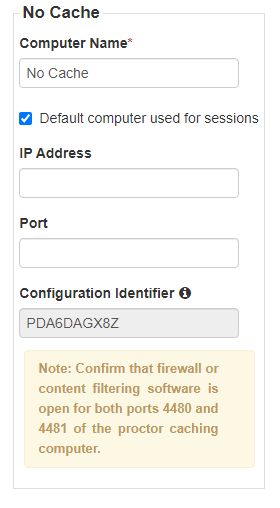 No Cache
Computer Name*
No Cache
Default computer used for sessions
IP Address
Port
Configuration Identifier
PDA6DAGX8Z
Note: Confirm that firewall or
content filtering software is
open for both ports 4480 and
4481 of the proctor caching
computer.